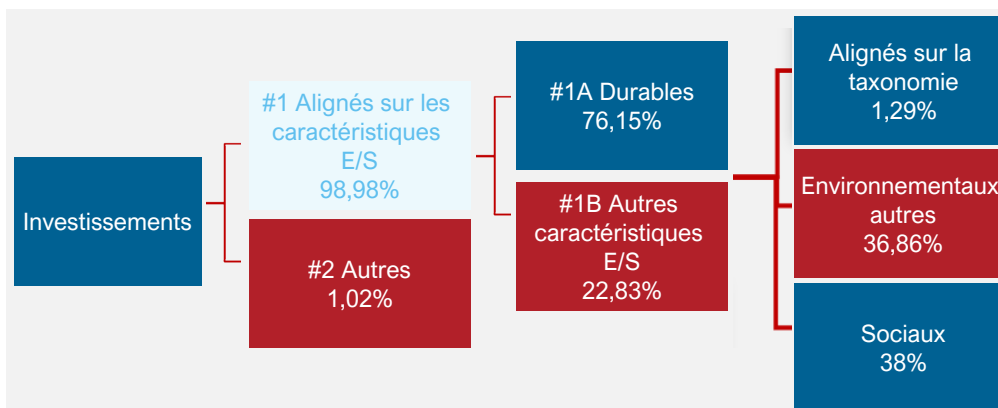 Investissements
#1 Alignés sur les
caractéristiques
E/S
98,98%
#2 Autres
1,02%
#1A Durables
76,15%
#1B Autres
caractéristiques
E/S
22,83%
Alignés sur la
taxonomie
1,29%
Environnementaux
autres
36,86%
Sociaux
38%